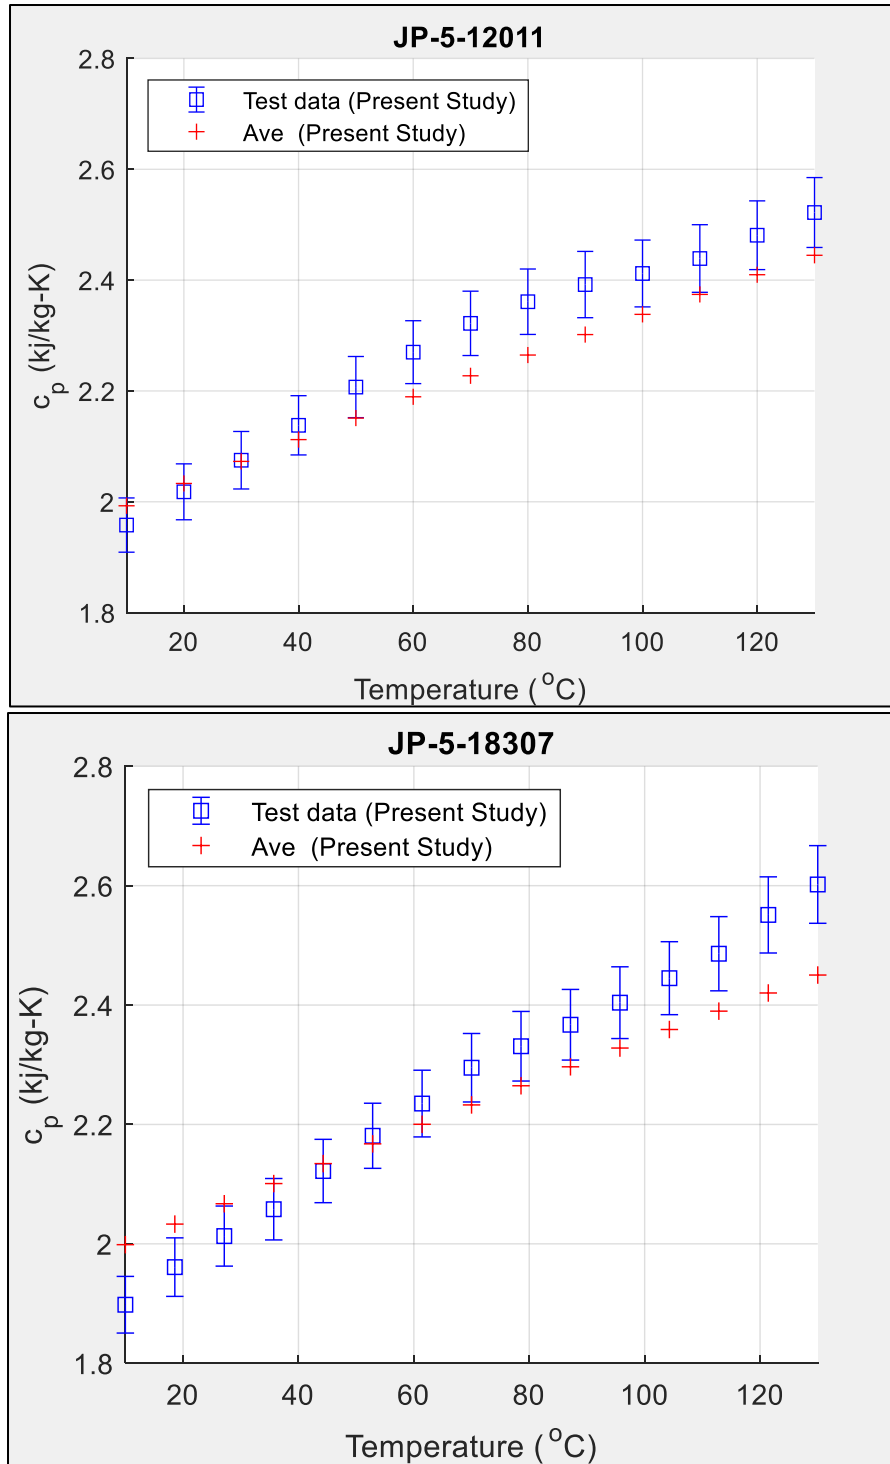 JP-5-12011
2.8
2.6
2.4
2.2
2
1.8
Test data (Present Study)
Ave (Present Study)
c_p (kj/kg-K)
20 40 60 80 100 120
Temperature (°C)
JP-5-18307
2.8
2.6
2.4
2.2
2
1.8
Test data (Present Study)
Ave (Present Study)
c_p (kj/kg-K)
20 40 60 80 100 120
Temperature (°C)